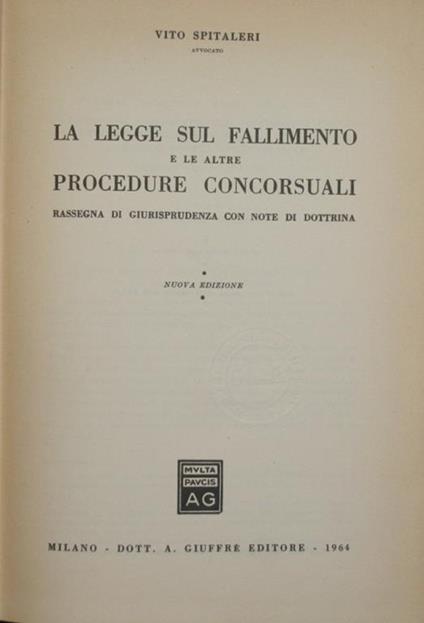 VITO SPITALERI
AVVOCATO
LA LEGGE SUL FALLIMENTO
E LE ALTRE
PROCEDURE CONCORSUALI
RASSEGNA DI GIURISPRUDENZA CON NOTE DI DOTTRINA
NUOVA EDIZIONE
MVLTA
PAVCIS
AG
MILANO - DOTT. A. GIUFFRÈ EDITORE - 1964